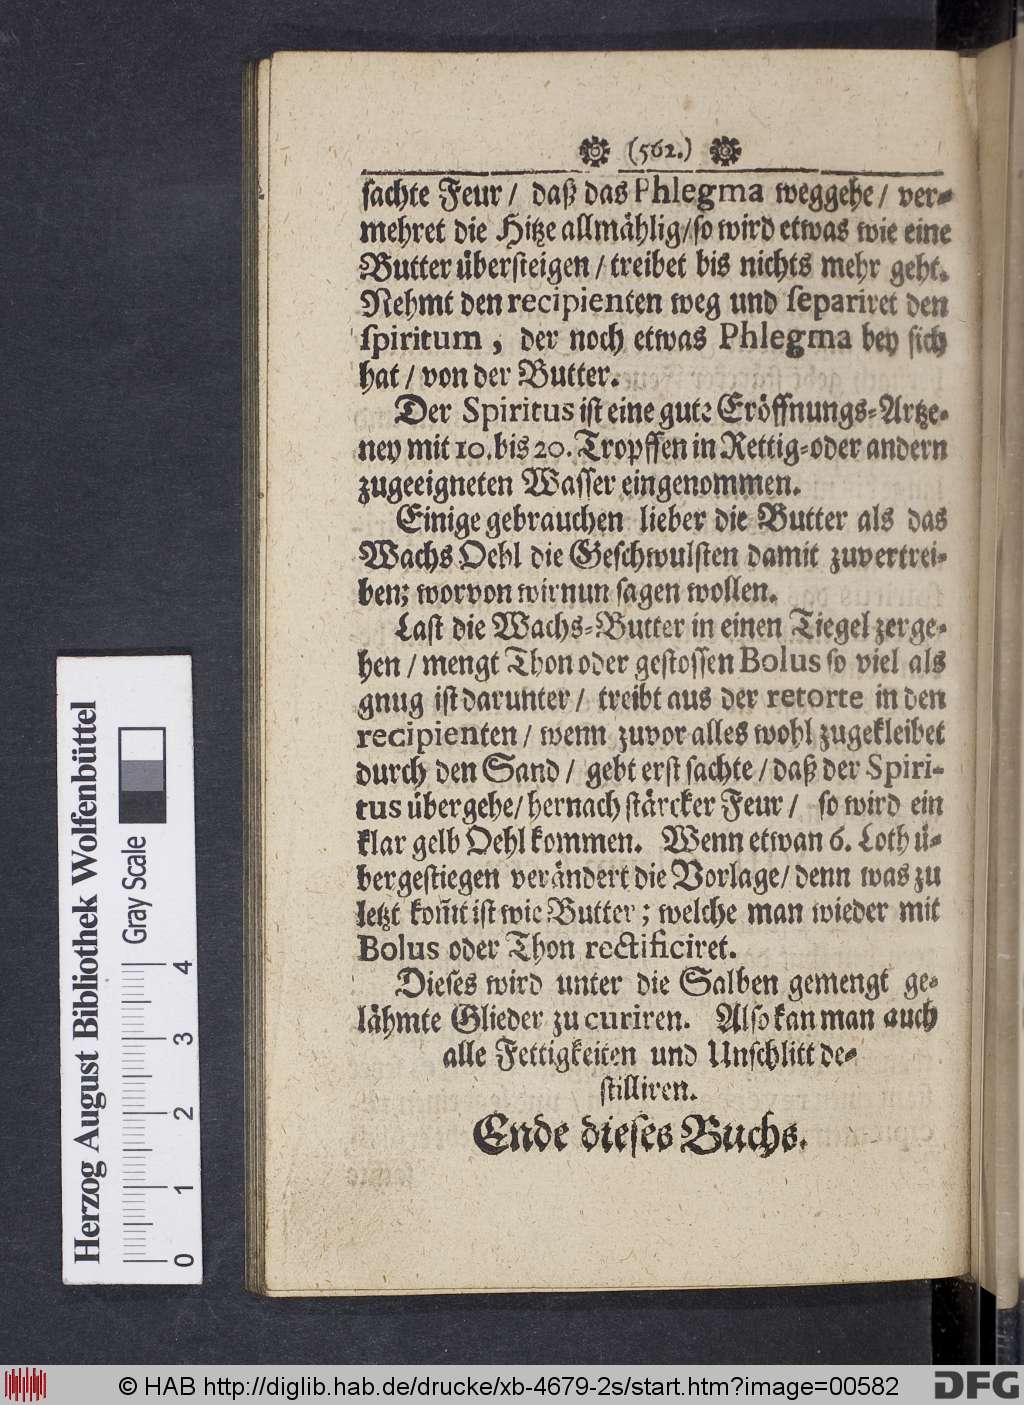 (562.)
sachte Feur / daß das Phlegma weggehe / ver-
mehret die Hitze allmählig/so wird etwas wie eine
Butter übersteigen / treibet bis nichts mehr geht.
Nehmt den recipienten weg und separiret den
spiritum , der noch etwas Phlegma bey sich
hat / von der Butter.
Der Spiritus ist eine gute Eröffnungs-Artze-
ney mit 10. bis 20. Tropffen in Rettig-oder andern
zugeeigneten Wasser eingenommen.
Einige gebrauchen lieber die Butter als das
Wachs Oehl die Geschwulsten damit zuvertrei-
ben; worvon wir nun sagen wollen.
Last die Wachs-Butter in einen Tiegel zerge-
hen / mengt Thon oder gestossen Bolus so viel als
gnug ist darunter / treibt aus der retorte in den
recipienten / wenn zuvor alles wohl zugekleibet
durch den Sand / gebt erst sachte / daß der Spiri-
tus übergehe/ hernach stärcker Feur / so wird ein
klar gelb Oehl kommen. Wenn etwan 6. Loth ü-
bergestiegen verändert die Vorlage/ denn was zu
letzt kom̃t ist wie Butter ; welche man wieder mit
Bolus oder Thon rectificiret.
Dieses wird unter die Salben gemengt ge-
lähmte Glieder zu curiren. Also kan man auch
alle Fettigkeiten und Unschlitt de-
stilliren.
Ende dieses Buchs.
Herzog August Bibliothek Wolfenbüttel
Gray Scale
0 1 2 3 4
© HAB http://diglib.hab.de/drucke/xb-4679-2s/start.htm?image=00582
DFG